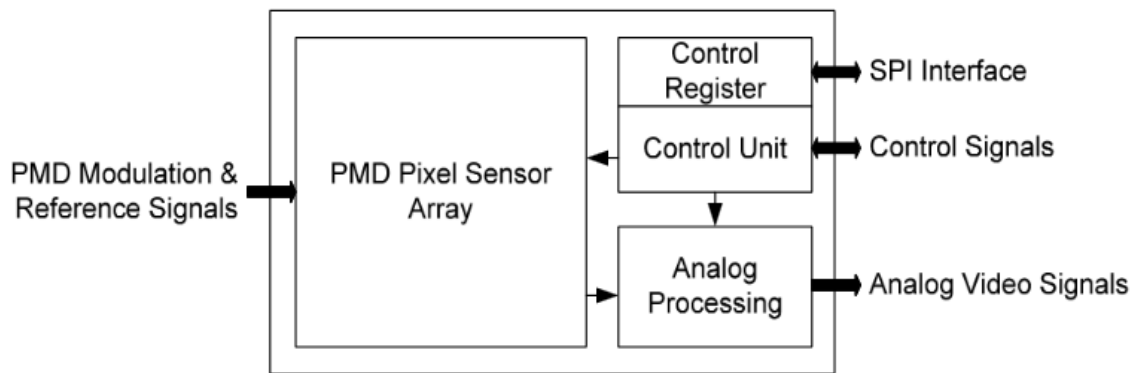 PMD Modulation &
Reference Signals
PMD Pixel Sensor
Array
Control
Register
Control Unit
Analog
Processing
SPI Interface
Control Signals
Analog Video Signals